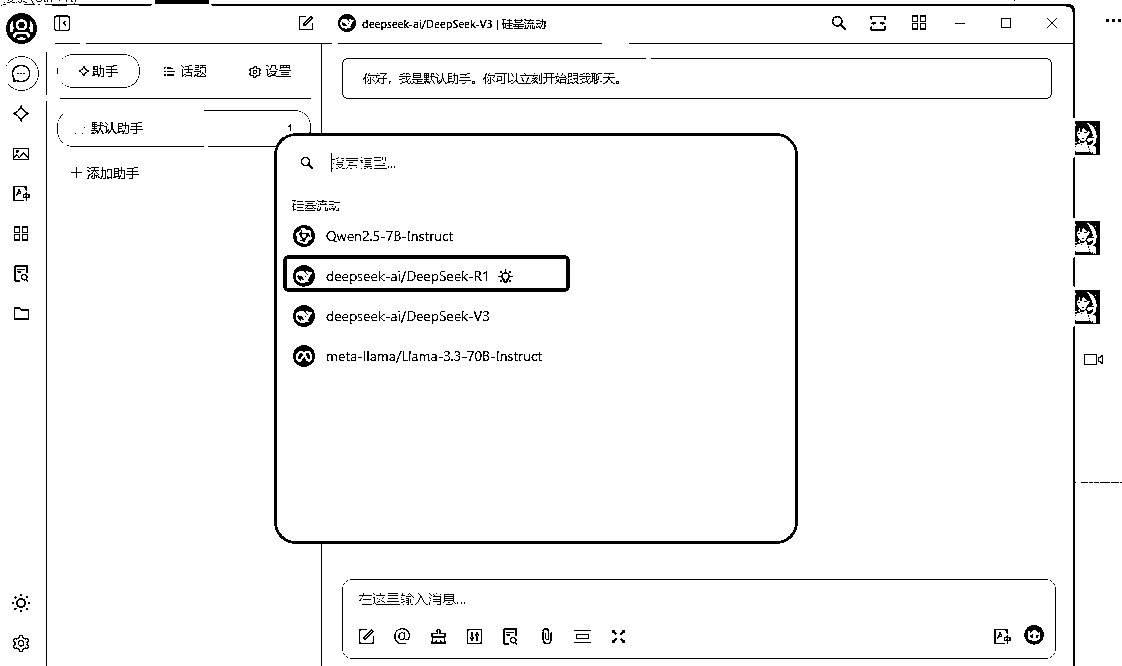 deepseek-ai/DeepSeek-V3 | 硅基流动
助手 话题 设置
你好，我是默认助手。你可以立刻开始跟我聊天。
默认助手 1
添加助手
搜索模型...
硅基流动
Qwen2.5-7B-Instruct
deepseek-ai/DeepSeek-R1
deepseek-ai/DeepSeek-V3
meta-llama/Llama-3.3-70B-Instruct
在这里输入消息...